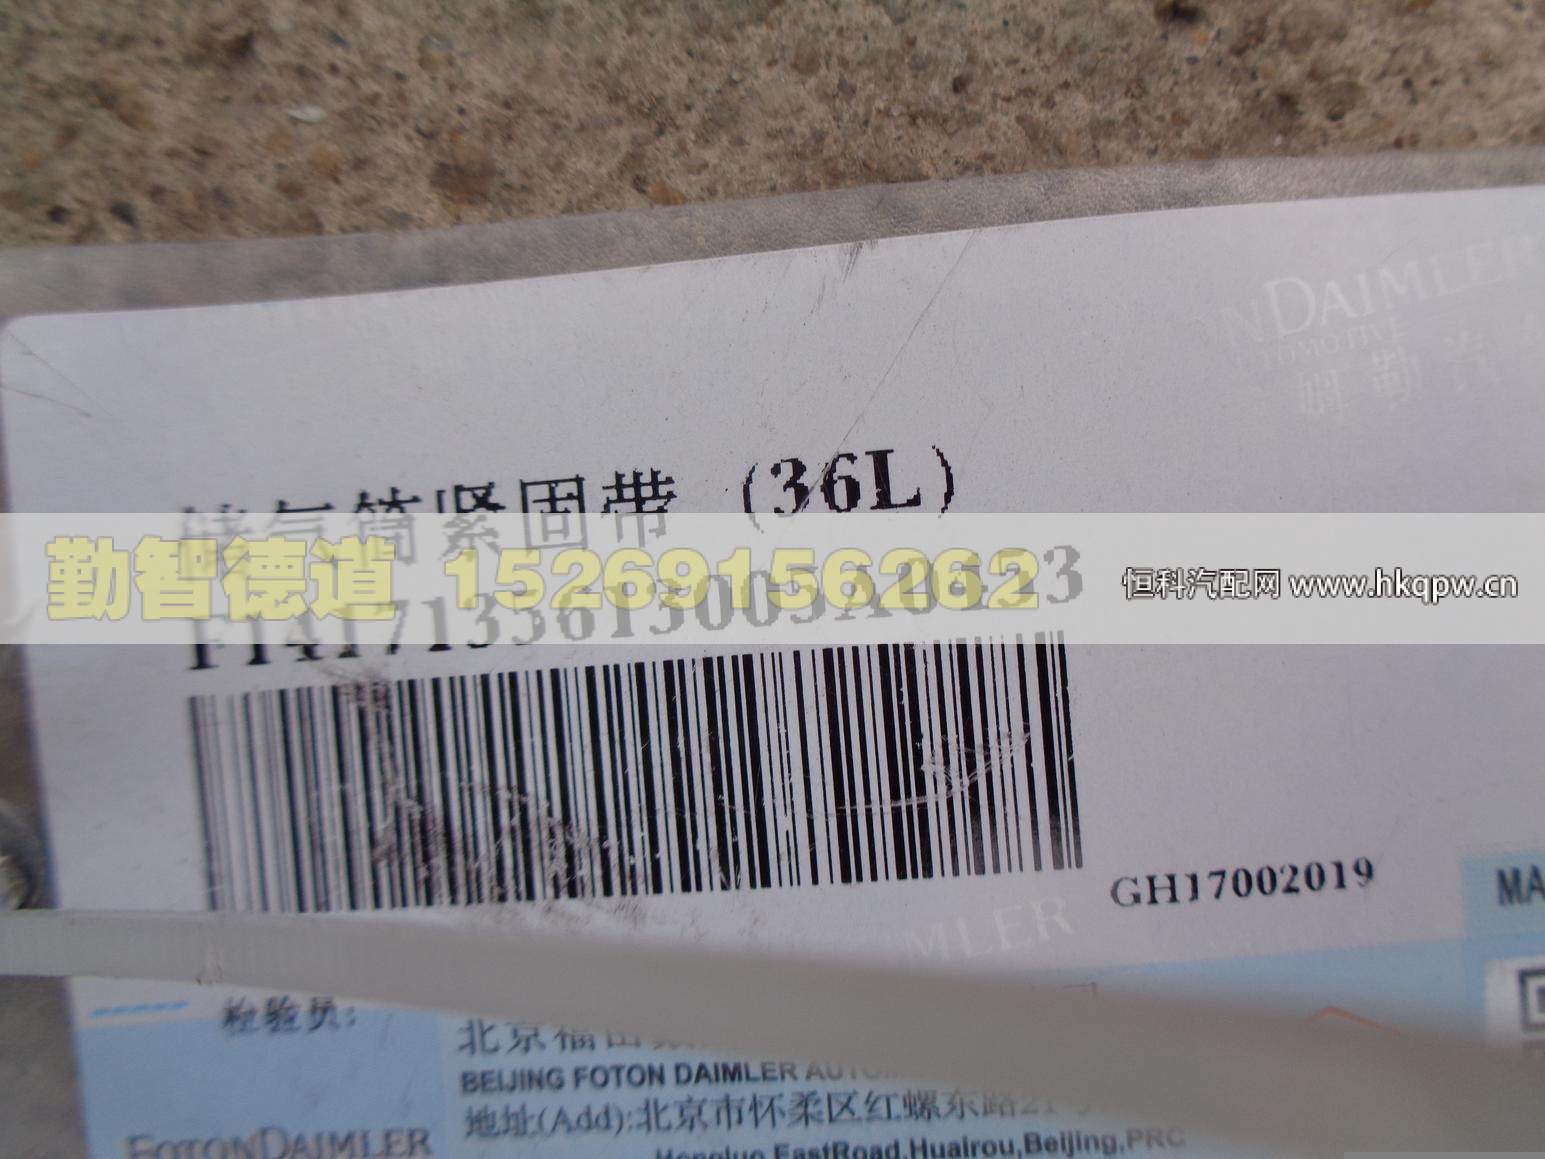 NDAIMLER
储气筒紧固带 (36L)
勤智德道 15269156262
恒科汽配网 www.hkqpw.cn
GH17002019
MLER
检验员:
北京福田
BEIJING FOTON DAIMLER
地址(Add):北京市怀柔区红螺东路21
FOTONDAIMLER
Hongluo EastRoad,Huairou,Beijing,PRC